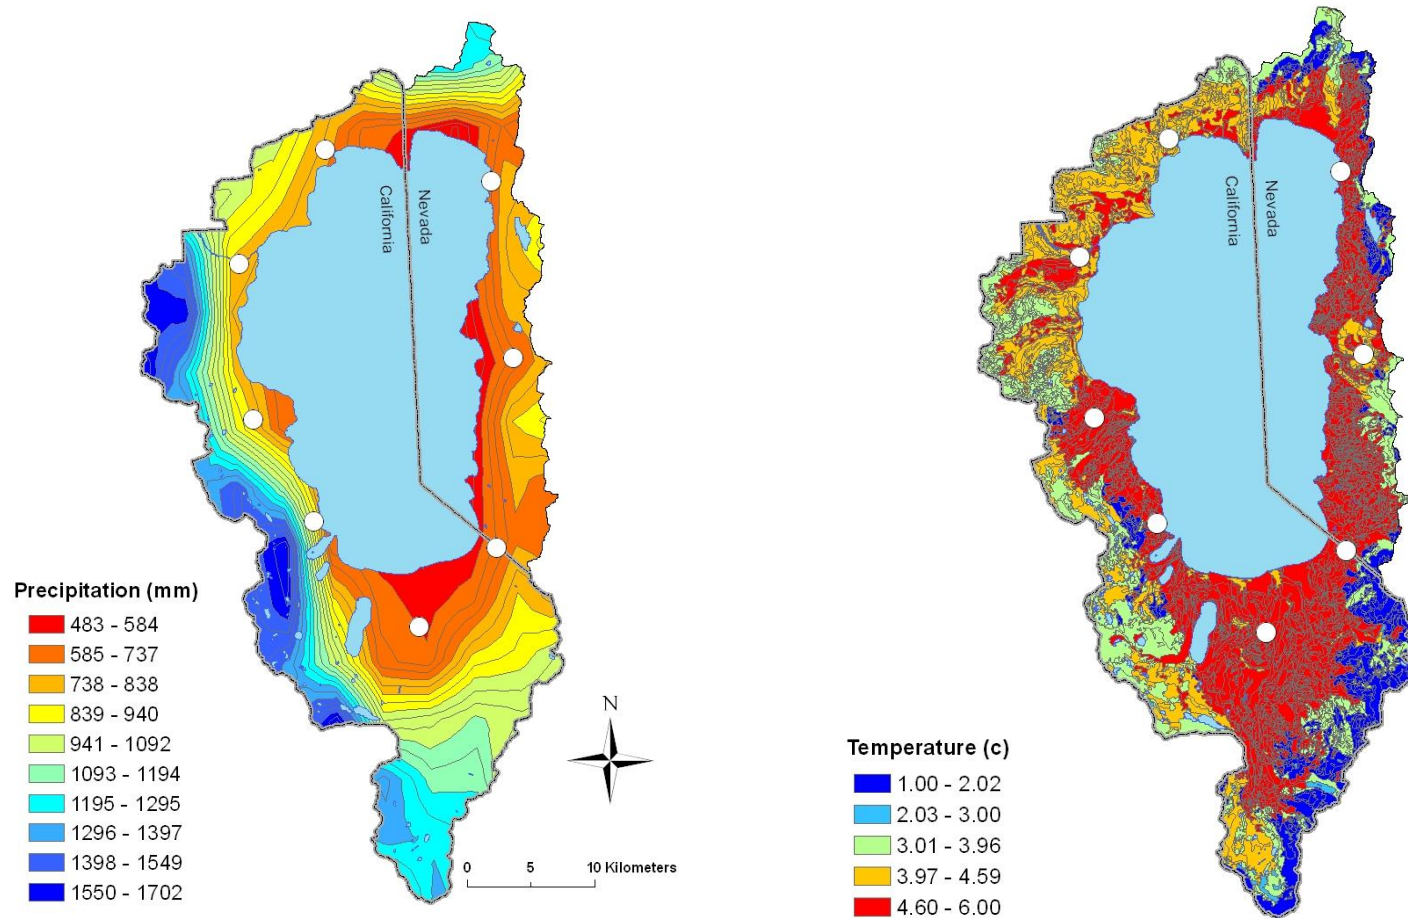 Nevada
California
Precipitation (mm)
483 - 584
585 - 737
738 - 838
839 - 940
941 - 1092
1093 - 1194
1195 - 1295
1296 - 1397
1398 - 1549
1550 - 1702
N
0 5 10 Kilometers
Nevada
California
Temperature (c)
1.00 - 2.02
2.03 - 3.00
3.01 - 3.96
3.97 - 4.59
4.60 - 6.00